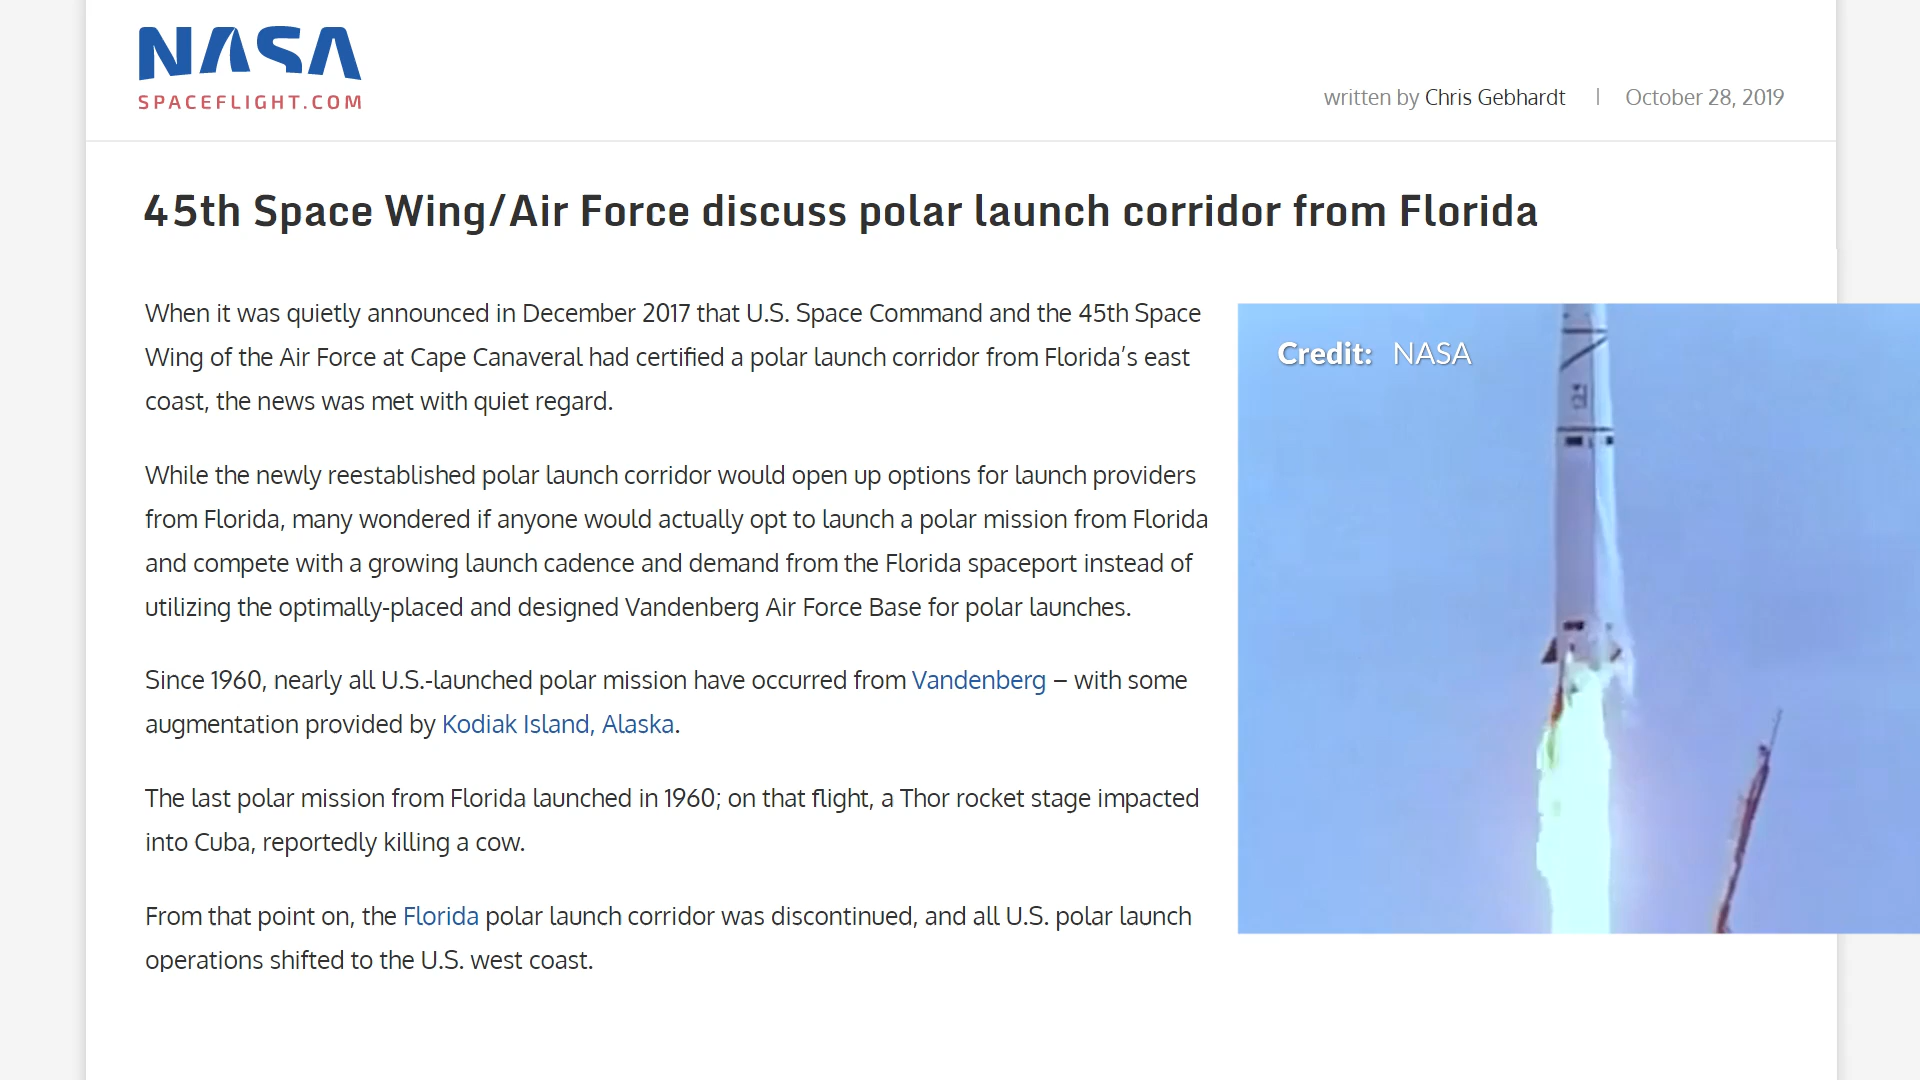 NASA
SPACEFLIGHT.COM
written by Chris Gebhardt | October 28, 2019
45th Space Wing/Air Force discuss polar launch corridor from Florida
When it was quietly announced in December 2017 that U.S. Space Command and the 45th Space
Wing of the Air Force at Cape Canaveral had certified a polar launch corridor from Florida’s east
coast, the news was met with quiet regard.
While the newly reestablished polar launch corridor would open up options for launch providers
from Florida, many wondered if anyone would actually opt to launch a polar mission from Florida
and compete with a growing launch cadence and demand from the Florida spaceport instead of
utilizing the optimally-placed and designed Vandenberg Air Force Base for polar launches.
Since 1960, nearly all U.S.-launched polar mission have occurred from Vandenberg – with some
augmentation provided by Kodiak Island, Alaska.
The last polar mission from Florida launched in 1960; on that flight, a Thor rocket stage impacted
into Cuba, reportedly killing a cow.
From that point on, the Florida polar launch corridor was discontinued, and all U.S. polar launch
operations shifted to the U.S. west coast.
Credit: NASA